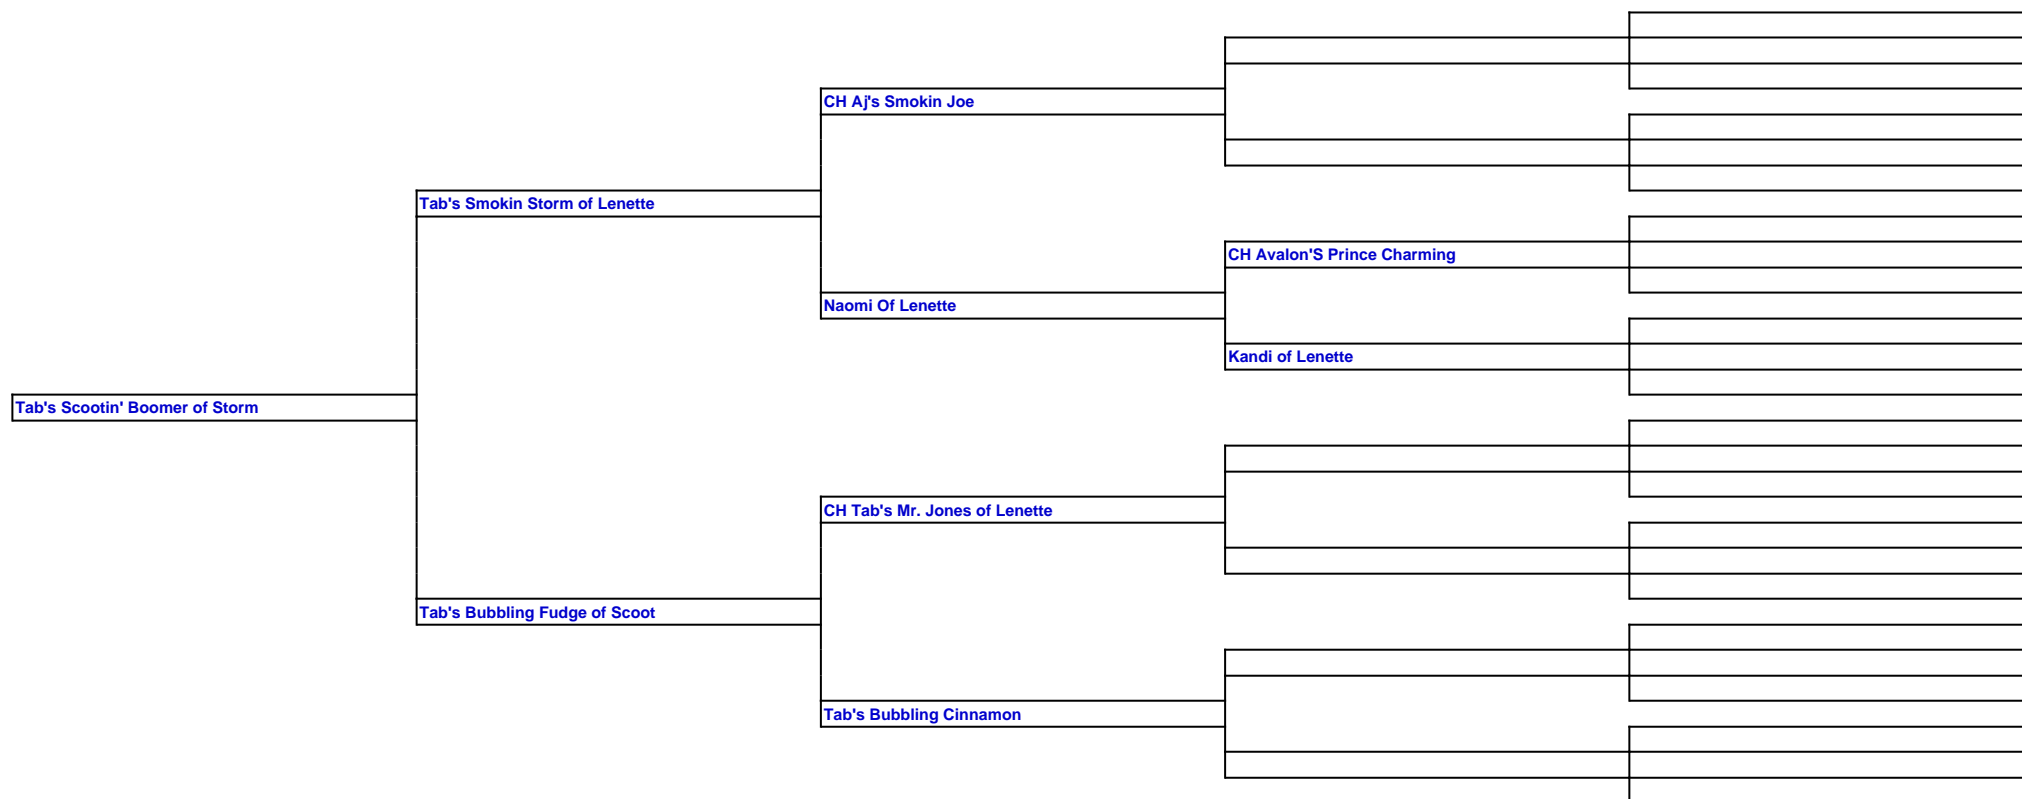 CH Aj's Smokin Joe
Tab's Smokin Storm of Lenette
CH Avalon'S Prince Charming
Naomi Of Lenette
Kandi of Lenette
Tab's Scootin' Boomer of Storm
CH Tab's Mr. Jones of Lenette
Tab's Bubbling Fudge of Scoot
Tab's Bubbling Cinnamon